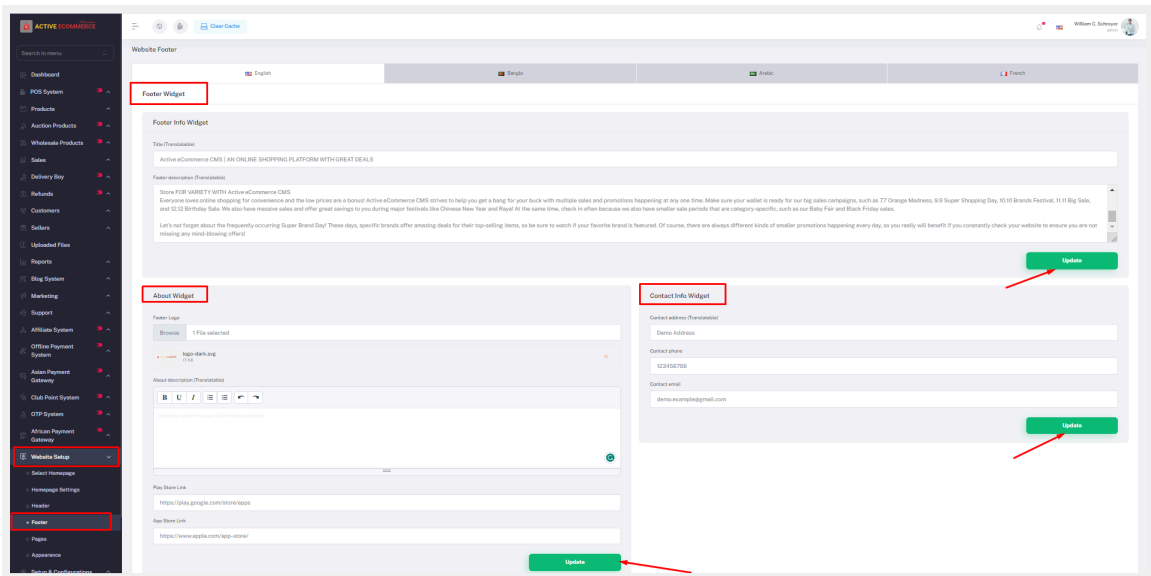 ACTIVE ECOMMERCE
Clear Cache
William C. Schroyer
admin
Search in menu
Dashboard
POS System
Products
Auction Products
Wholesale Products
Sales
Delivery Boy
Refunds
Customers
Sellers
Uploaded Files
Reports
Blog System
Marketing
Support
Affiliate System
Offline Payment
System
Asian Payment
Gateway
Club Point System
OTP System
African Payment
Gateway
Website Setup
Select Homepage
Homepage Settings
Header
Footer
Pages
Appearance
Setup & Configurations
Website Footer
English
Bangla
Arabic
French
Footer Widget
Footer Info Widget
Title (Translatable)
Active eCommerce CMS | AN ONLINE SHOPPING PLATFORM WITH GREAT DEALS
Footer description (Translatable)
Store FOR VARIETY WITH Active eCommerce CMS
Everyone loves online shopping for convenience and the low prices are a bonus! Active eCommerce CMS strives to help you get a bang for your buck with multiple sales and promotions happening at any one time. Make sure your wallet is ready for our big sales campaigns, such as 7.7 Orange Madness, 9.9 Super Shopping Day, 10.10 Brands Festival, 11.11 Big Sale,
and 12.12 Birthday Sale. We also have massive sales and offer great savings to you during major festivals like Chinese New Year and Raya! At the same time, check in often because we also have smaller sale periods that are category-specific, such as our Baby Fair and Black Friday sales.
Let's not forget about the frequently occurring Super Brand Day! These days, specific brands offer amazing deals for their top-selling items, so be sure to watch if your favorite brand is featured. Of course, there are always different kinds of smaller promotions happening every day, so you really will benefit if you constantly check your website to ensure you are not
missing any mind-blowing offers!
Update
About Widget
Footer Logo
Browse
1 File selected
logo-dark.svg
17 KB
About description (Translatable)
B U I
Play Store Link
https://play.google.com/store/apps
App Store Link
https://www.apple.com/app-store/
Update
Contact Info Widget
Contact address (Translatable)
Demo Address
Contact phone
123456789
Contact email
demo.example@gmail.com
Update